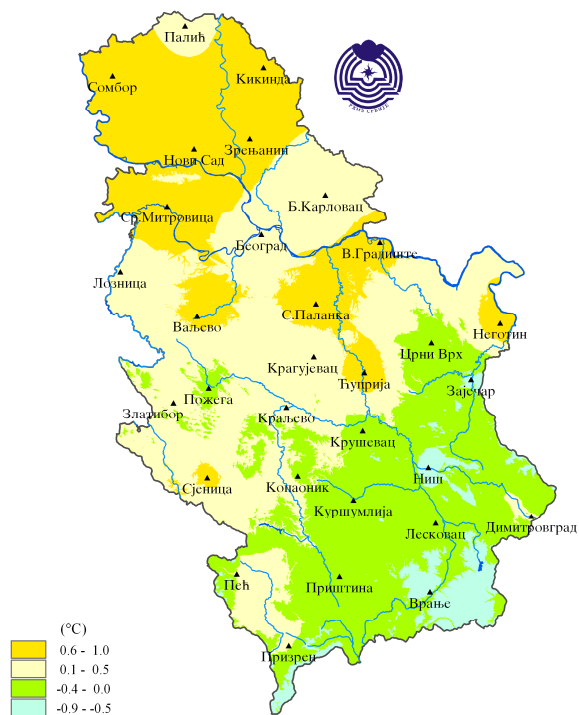 Палић
Кикинда
Сомбор
Зрењанин
Нови Сад
Б.Карловац
Ср.Митровица
Београд
В.Градиште
Лозница
С.Паланка
Ваљево
Неготин
Црни Врх
Крагујевац
Ћуприја
Зајечар
Пожега
Златибор
Краљево
Крушевац
Ниш
Сјеница
Копаоник
Куршумлија
Димитровград
Лесковац
Пећ
Приштина
Врање
Призрен
(°C)
0.6 - 1.0
0.1 - 0.5
-0.4 - 0.0
-0.9 - -0.5